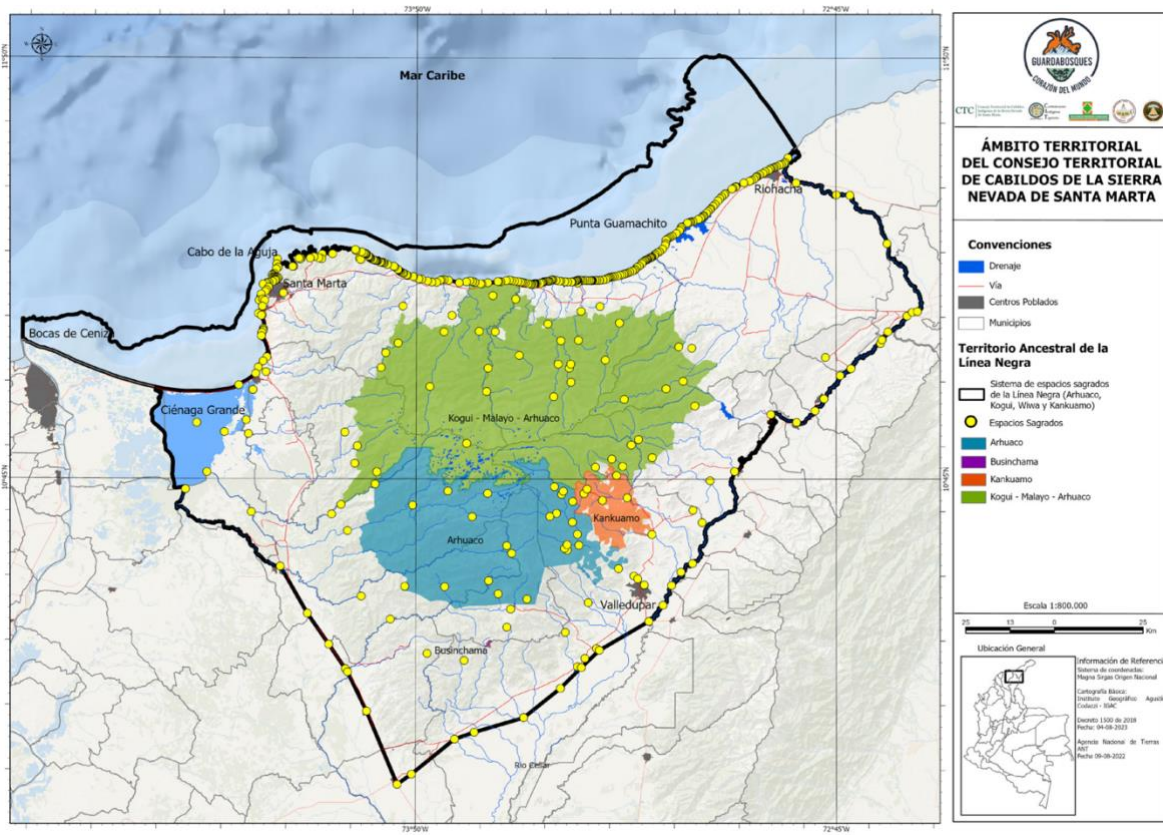 73°50'W
72°45'W
11°50'N
11°50'N
Mar Caribe
Riohacha
Punta Guamachito
Cabo de la Aguja
Santa Marta
Bocas de Ceniza
Ciénaga Grande
Kogui - Malayo - Arhuaco
10°45'N
10°45'N
Kankuamo
Arhuaco
Valledupar
Businchama
Rio Cesar
73°50'W
72°45'W
GUARDABOSQUES
CORAZÓN DEL MUNDO
CTC
ÁMBITO TERRITORIAL
DEL CONSEJO TERRITORIAL
DE CABILDOS DE LA SIERRA
NEVADA DE SANTA MARTA
Convenciones
Drenaje
Vía
Centros Poblados
Municipios
Territorio Ancestral de la
Línea Negra
Sistema de espacios sagrados
de la Línea Negra (Arhuaco,
Kogui, Wiwa y Kankuamo)
Espacios Sagrados
Arhuaco
Businchama
Kankuamo
Kogui - Malayo - Arhuaco
Escala 1:800.000
25 13 0 25
Km
Ubicación General
Información de Referencia
Sistema de coordenadas:
Magna Sirgas Origen Nacional
Cartografía Básica:
Instituto Geográfico Agustín
Codazzi - IGAC
Decreto 1500 de 2018
Fecha: 04-08-2023
Agencia Nacional de Tierras
ANT
Fecha 09-09-2022